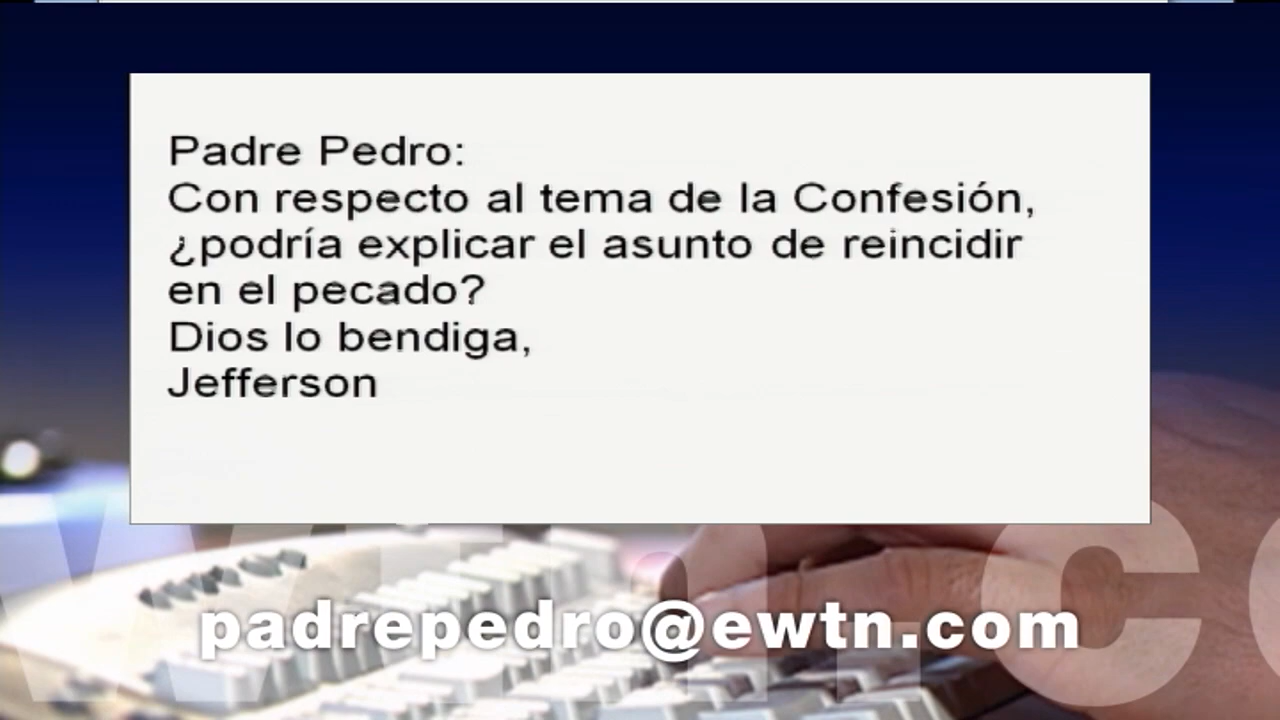 Padre Pedro:
Con respecto al tema de la Confesión,
¿podría explicar el asunto de reincidir
en el pecado?
Dios lo bendiga,
Jefferson
padrepedro@ewtn.com